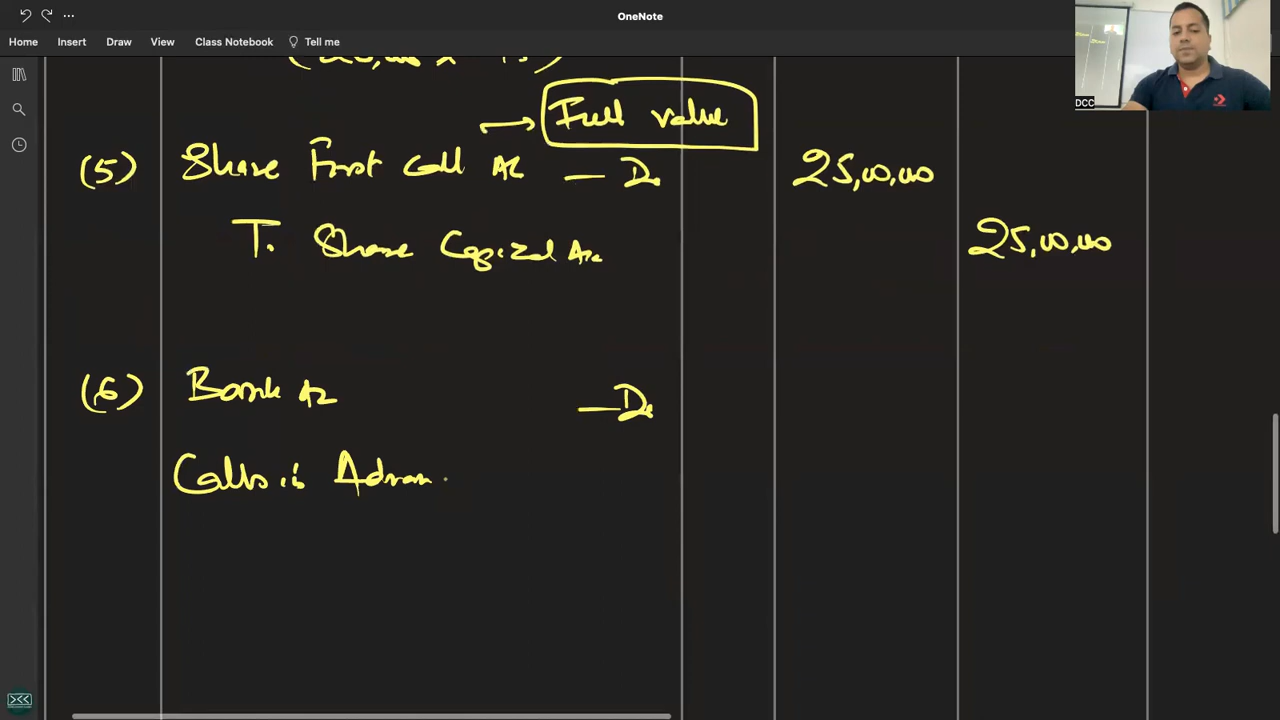 OneNote
Home Insert Draw View Class Notebook Tell me
DCC
Full value
(5) Share First Call A/c — Dr 25,00,000
To Share Capital A/c 25,00,000
(6) Bank A/c — Dr
Calls in Advan